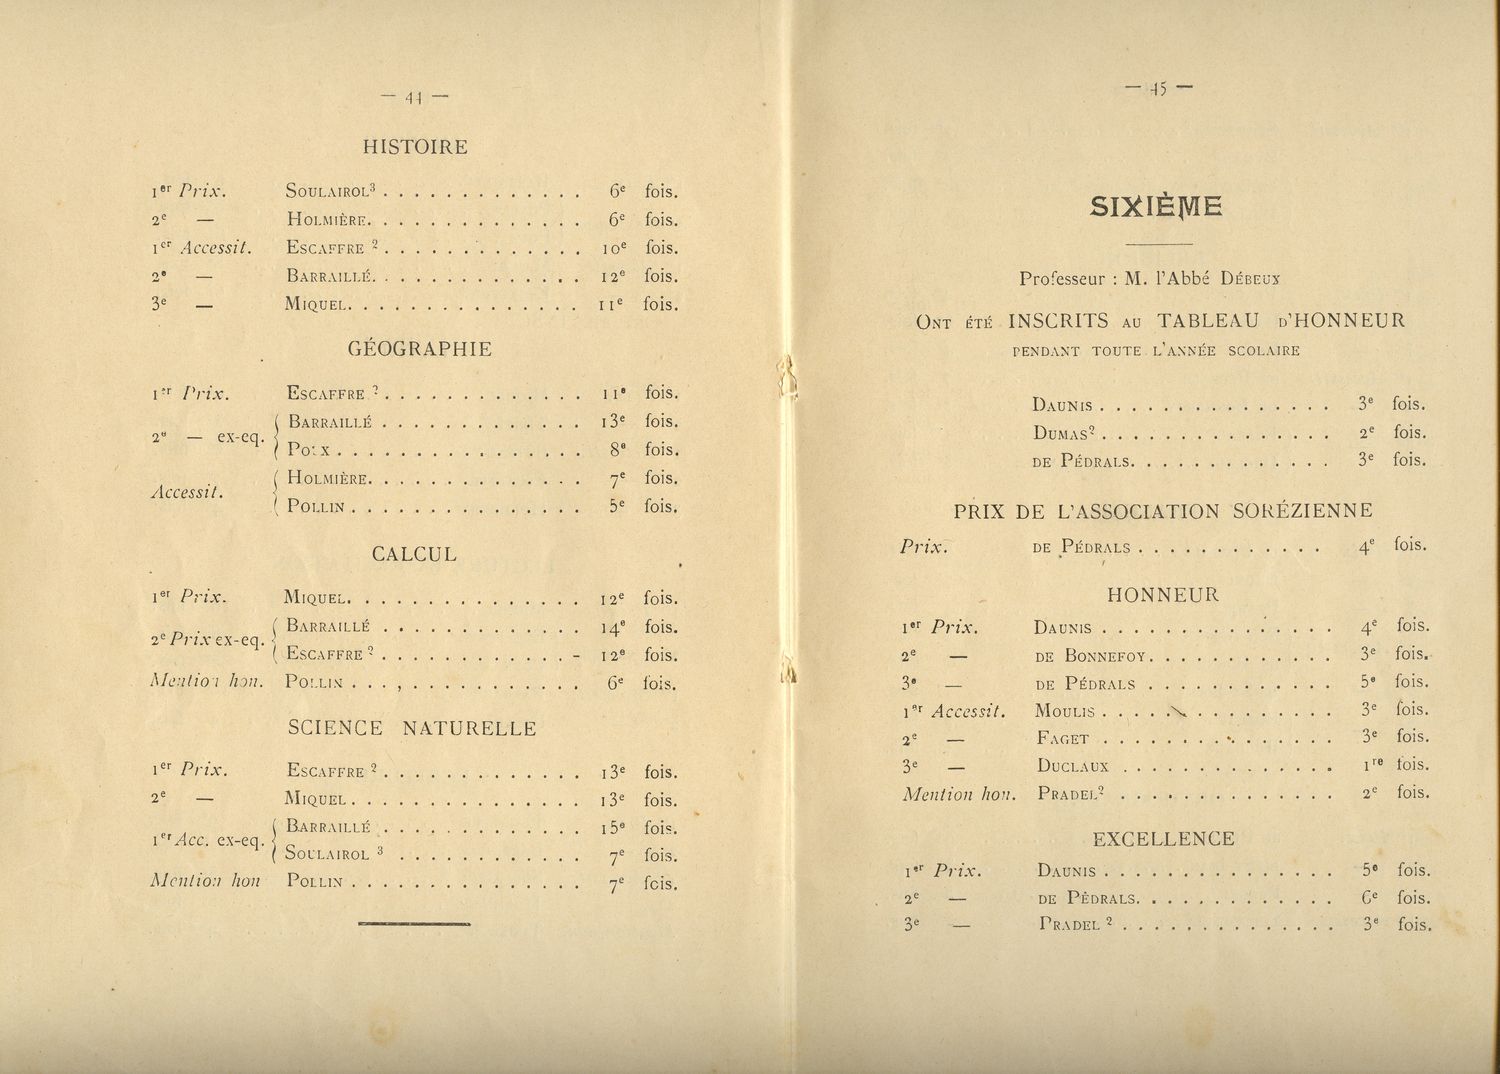 — 44 —
HISTOIRE
1er Prix. SOULAIROL3 . . . . . . . . . . . . . 6e fois.
2e — HOLMIÈRE. . . . . . . . . . . . . 6e fois.
1er Accessit. ESCAFFRE 2 . . . . . . . . . . . . . 10e fois.
2e — BARRAILLÉ. . . . . . . . . . . . . 12e fois.
3e — MIQUEL. . . . . . . . . . . . . . . 11e fois.
GÉOGRAPHIE
1er Prix. ESCAFFRE 2 . . . . . . . . . . . . . 11e fois.
2e — ex-eq. { BARRAILLÉ . . . . . . . . . . . . . 13e fois.
POUX . . . . . . . . . . . . . . . . 8e fois.
Accessit. { HOLMIÈRE. . . . . . . . . . . . . 7e fois.
POLLIN . . . . . . . . . . . . . . . 5e fois.
CALCUL
1er Prix. MIQUEL. . . . . . . . . . . . . . . 12e fois.
2e Prix ex-eq. { BARRAILLÉ . . . . . . . . . . . . . 14e fois.
ESCAFFRE 2 . . . . . . . . . . . . - 12e fois.
Mention hon. POLLIN . . . , . . . . . . . . . . . 6e fois.
SCIENCE NATURELLE
1er Prix. ESCAFFRE 2 . . . . . . . . . . . . . 13e fois.
2e — MIQUEL . . . . . . . . . . . . . . . 13e fois.
1er Acc. ex-eq. { BARRAILLÉ . . . . . . . . . . . . . 15e fois.
SOULAIROL 3 . . . . . . . . . . . . 7e fois.
Mention hon POLLIN . . . . . . . . . . . . . . . 7e fois.
— 45 —
SIXIÈME
Professeur : M. l'Abbé DÉBEUX
ONT ÉTÉ INSCRITS AU TABLEAU D'HONNEUR
PENDANT TOUTE L'ANNÉE SCOLAIRE
DAUNIS . . . . . . . . . . . . . . . 3e fois.
DUMAS2 . . . . . . . . . . . . . . . 2e fois.
DE PÉDRALS. . . . . . . . . . . . . 3e fois.
PRIX DE L'ASSOCIATION SORÉZIENNE
Prix. DE PÉDRALS . . . . . . . . . . . . 4e fois.
HONNEUR
1er Prix. DAUNIS . . . . . . . . . . . . . . . 4e fois.
2e — DE BONNEFOY. . . . . . . . . . . . 3e fois.
3e — DE PÉDRALS . . . . . . . . . . . . 5e fois.
1er Accessit. MOULIS . . . . . . . . . . . . . . . 3e fois.
2e — FAGET . . . . . . . . . . . . . . . 3e fois.
3e — DUCLAUX . . . . . . . . . . . . . . 1re fois.
Mention hon. PRADEL2 . . . . . . . . . . . . . . 2e fois.
EXCELLENCE
1er Prix. DAUNIS . . . . . . . . . . . . . . . 5e fois.
2e — DE PÉDRALS. . . . . . . . . . . . . 6e fois.
3e — PRADEL 2 . . . . . . . . . . . . . . 3e fois.